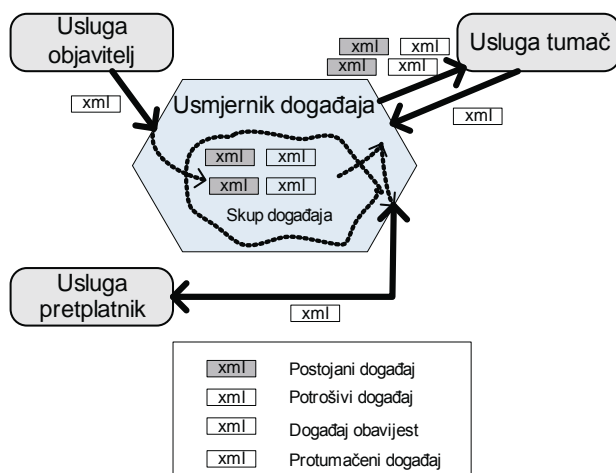 Usluga
objavitelj
xml
xml xml
xml xml
Usluga tumač
xml
Usmjernik događaja
xml xml
xml xml
Skup događaja
Usluga
pretplatnik
xml
xml Postojani događaj
xml Potrošivi događaj
xml Događaj obavijest
xml Protumačeni događaj